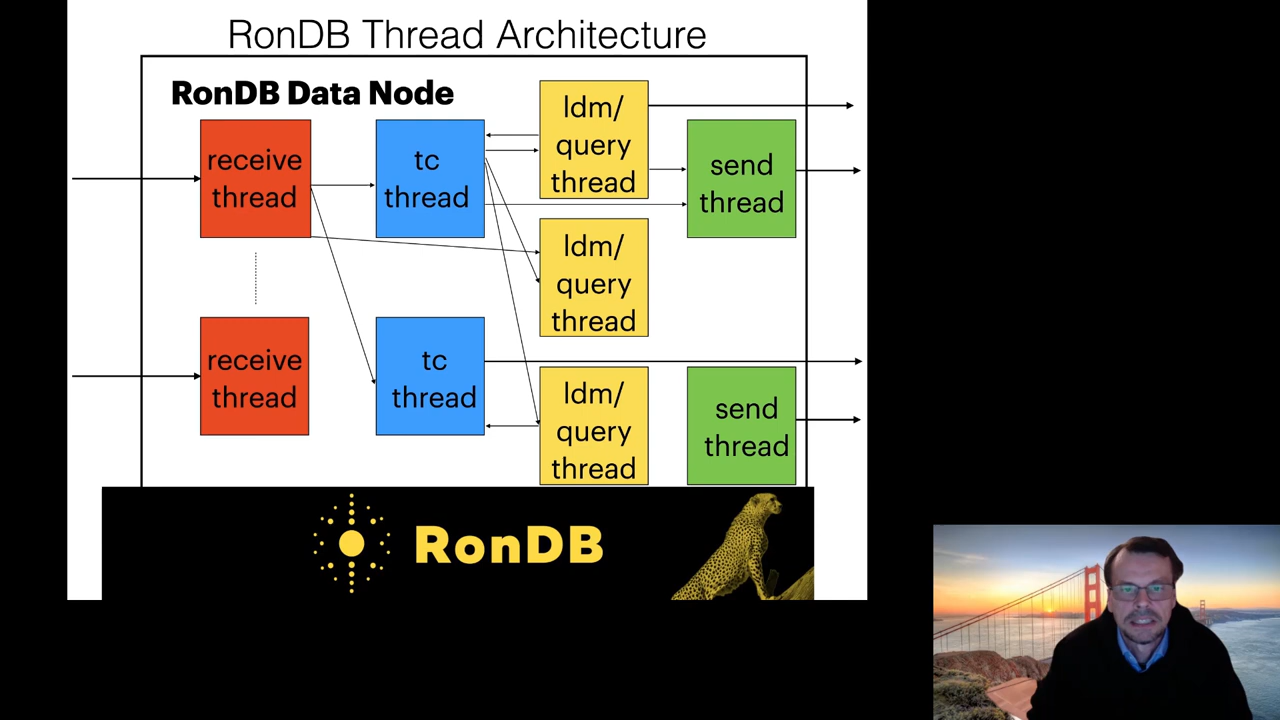 RonDB Thread Architecture
RonDB Data Node
receive
thread
tc
thread
ldm/
query
thread
send
thread
ldm/
query
thread
receive
thread
tc
thread
ldm/
query
thread
send
thread
RonDB